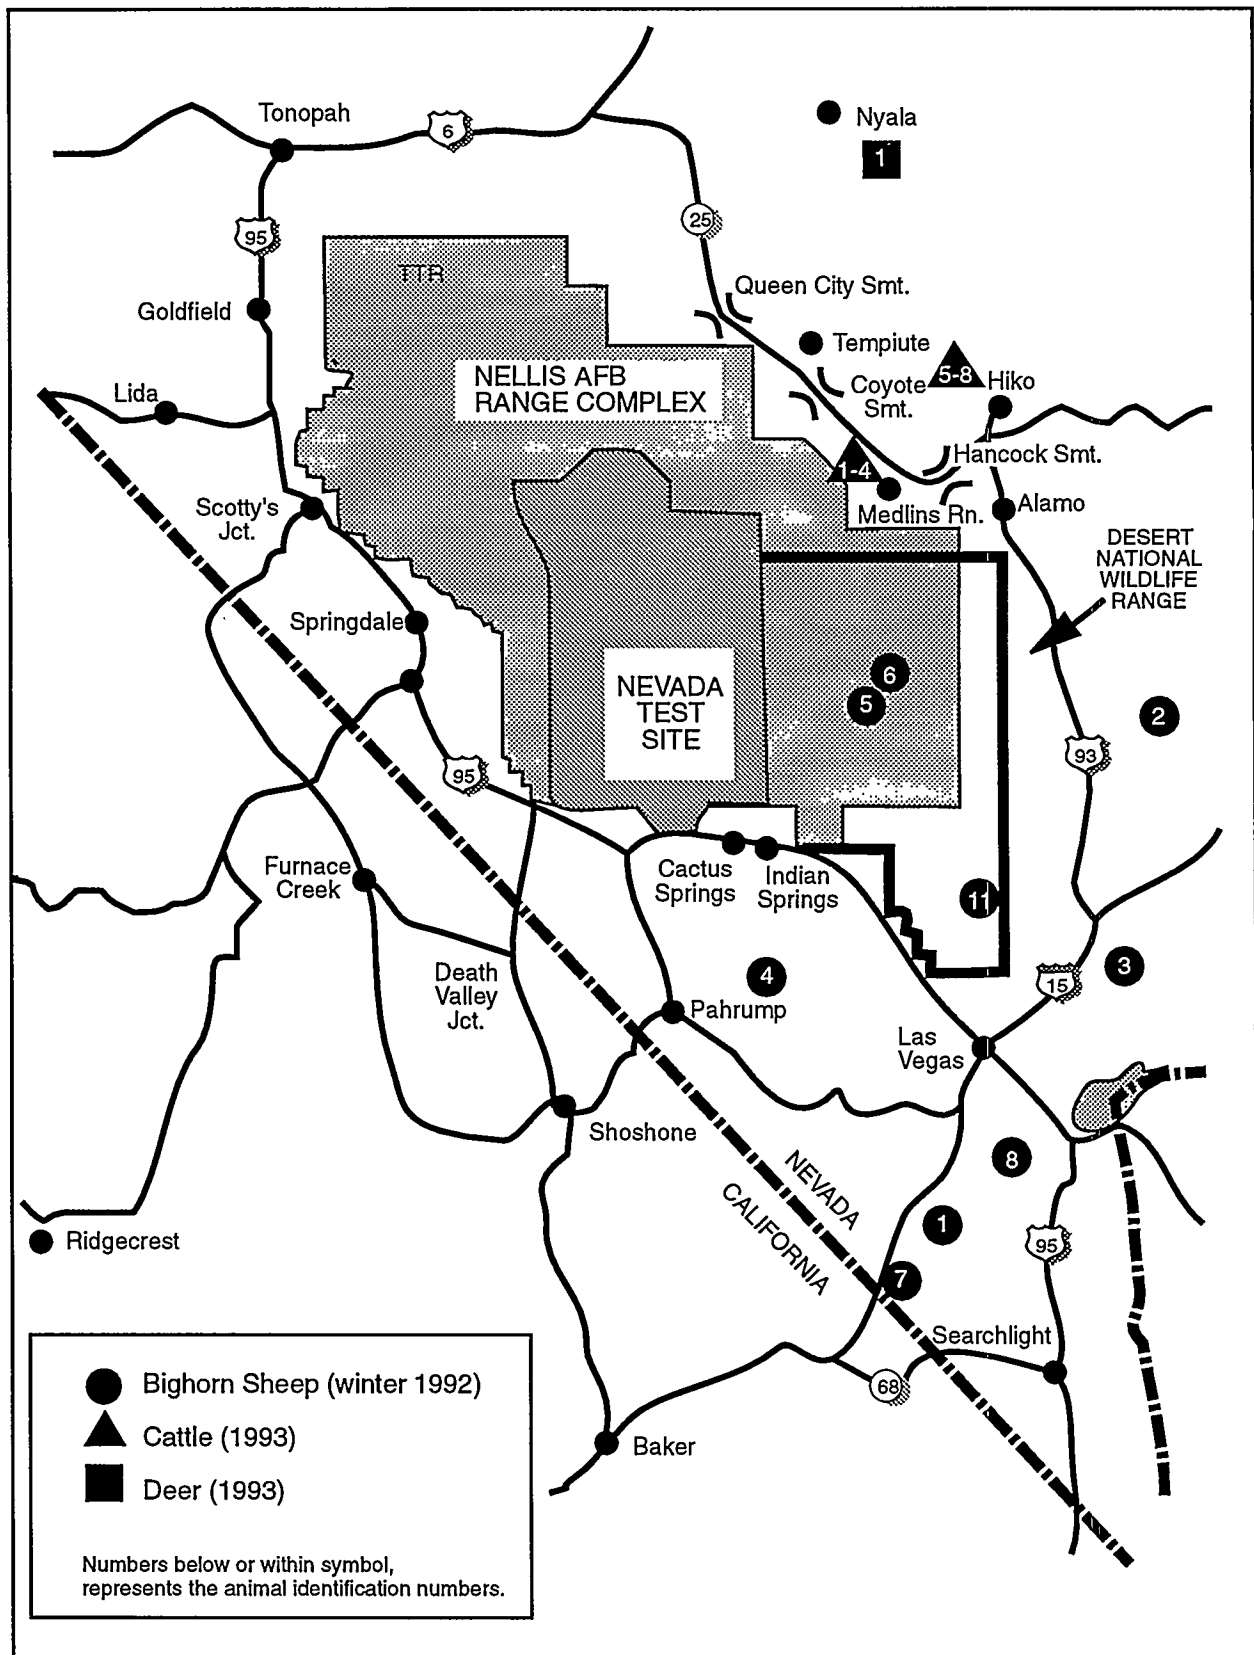 Tonopah
6
Nyala
1
25
95
TTR
Queen City Smt.
Goldfield
Tempiute
NELLIS AFB
RANGE COMPLEX
5-8
Hiko
Coyote
Smt.
Lida
Hancock Smt.
1-4
Scotty's
Jct.
Medlins Rn.
Alamo
DESERT
NATIONAL
WILDLIFE
RANGE
Springdale
NEVADA
TEST
SITE
6
5
2
95
93
Furnace
Creek
Cactus
Springs
Indian
Springs
11
Death
Valley
Jct.
4
3
15
Pahrump
Las
Vegas
Shoshone
NEVADA
CALIFORNIA
8
1
95
Ridgecrest
7
Searchlight
68
Baker
Bighorn Sheep (winter 1992)
Cattle (1993)
Deer (1993)
Numbers below or within symbol,
represents the animal identification numbers.